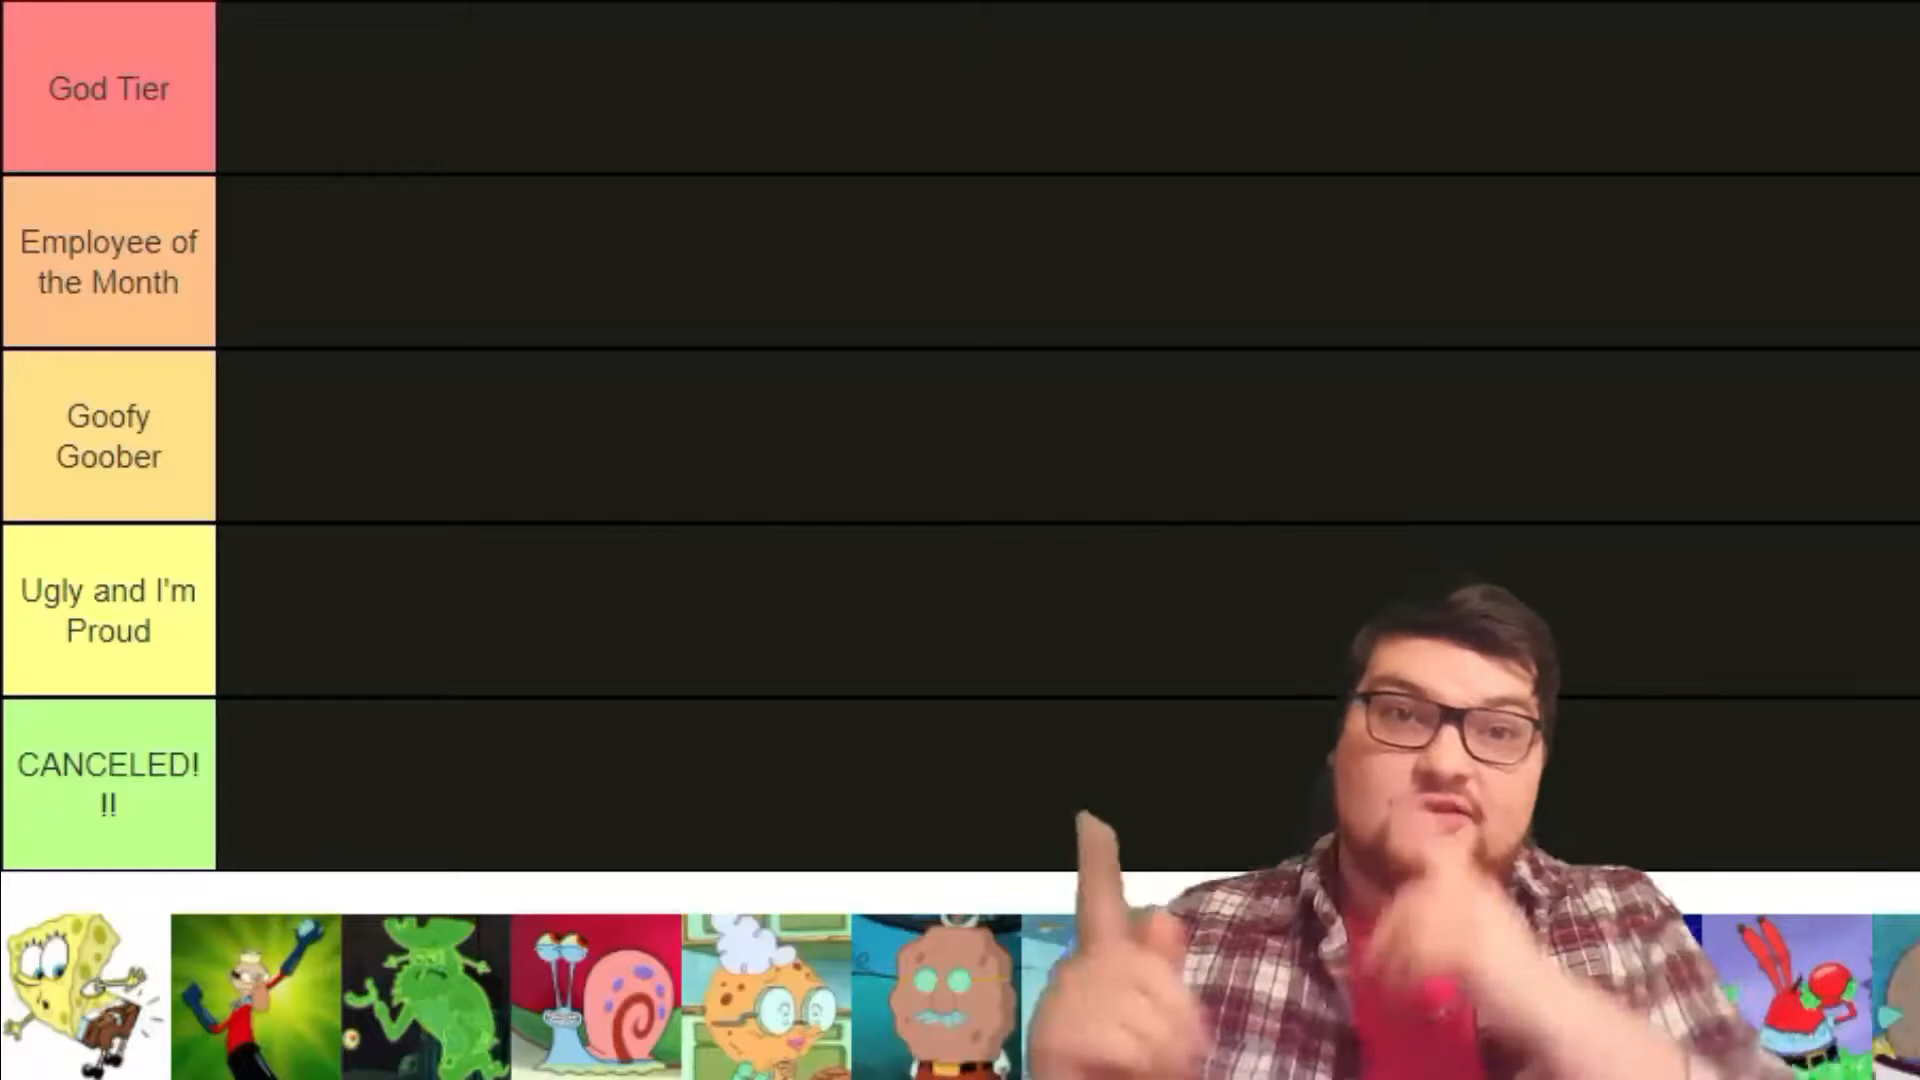 God Tier
Employee of
the Month
Goofy
Goober
Ugly and I'm
Proud
CANCELED!
!!